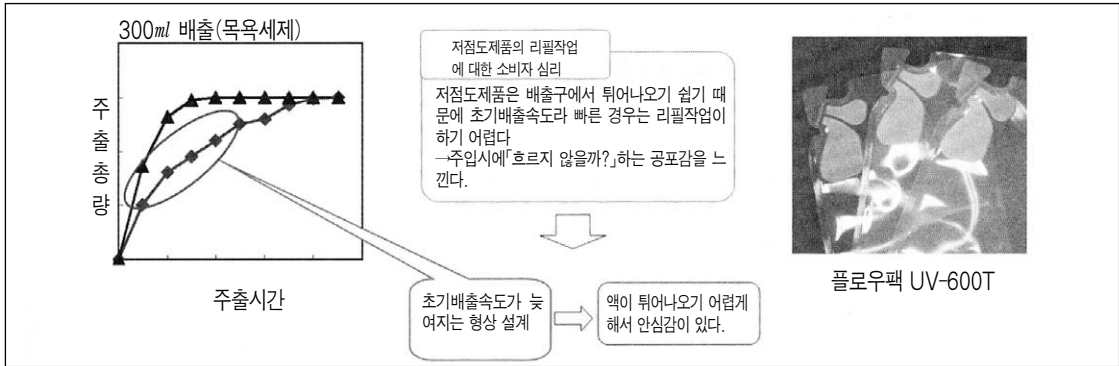 300㎖ 배출(목욕세제)
주출총량
주출시간
저점도제품의 리필작업
에 대한 소비자 심리
저점도제품은 배출구에서 튀어나오기 쉽기 때
문에 초기배출속도라 빠른 경우는 리필작업이
하기 어렵다
→주입시에「흐르지 않을까?」하는 공포감을 느
낀다.
초기배출속도가 늦
여지는 형상 설계
액이 튀어나오기 어렵게
해서 안심감이 있다.
플로우팩 UV-600T